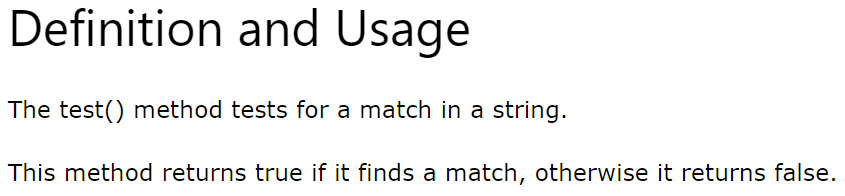 Definition and Usage
The test() method tests for a match in a string.
This method returns true if it finds a match, otherwise it returns false.